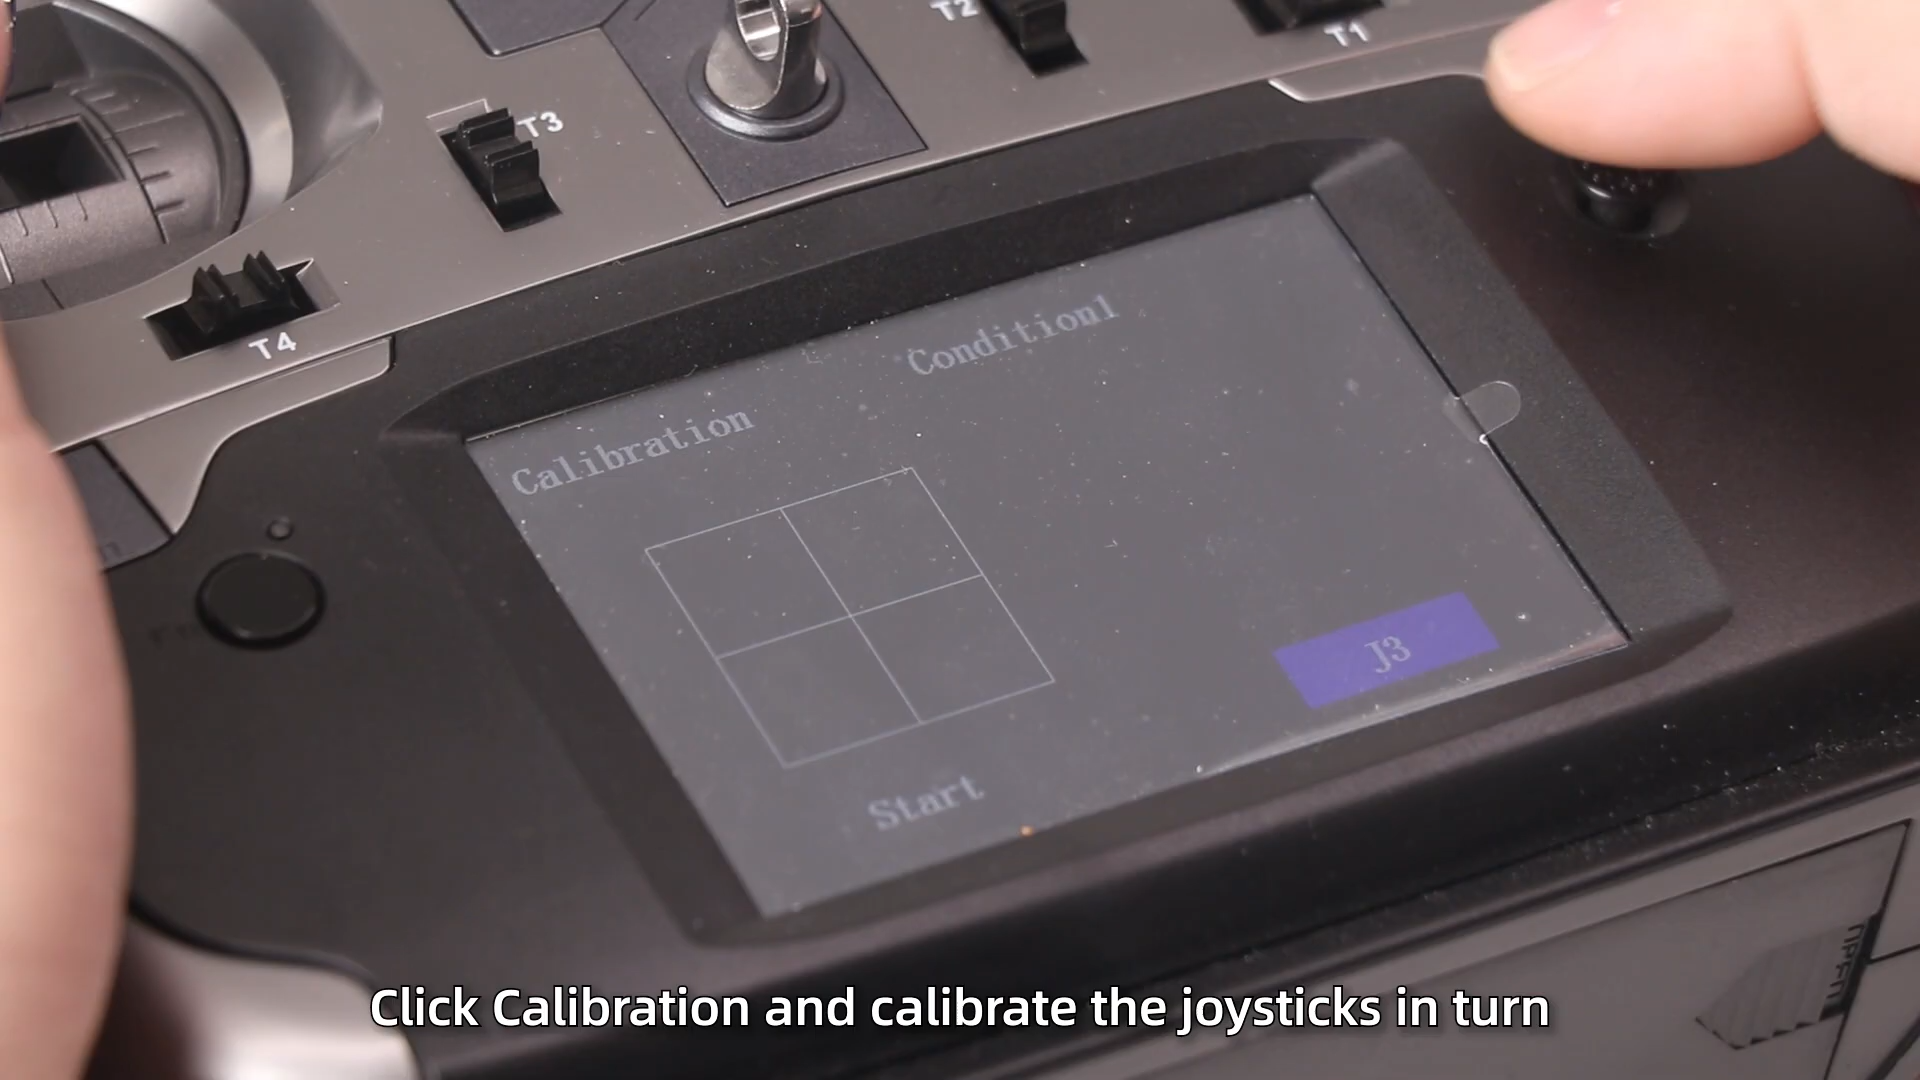 T2
T1
T3
T4
Condition1
Calibration
J3
Start
Click Calibration and calibrate the joysticks in turn